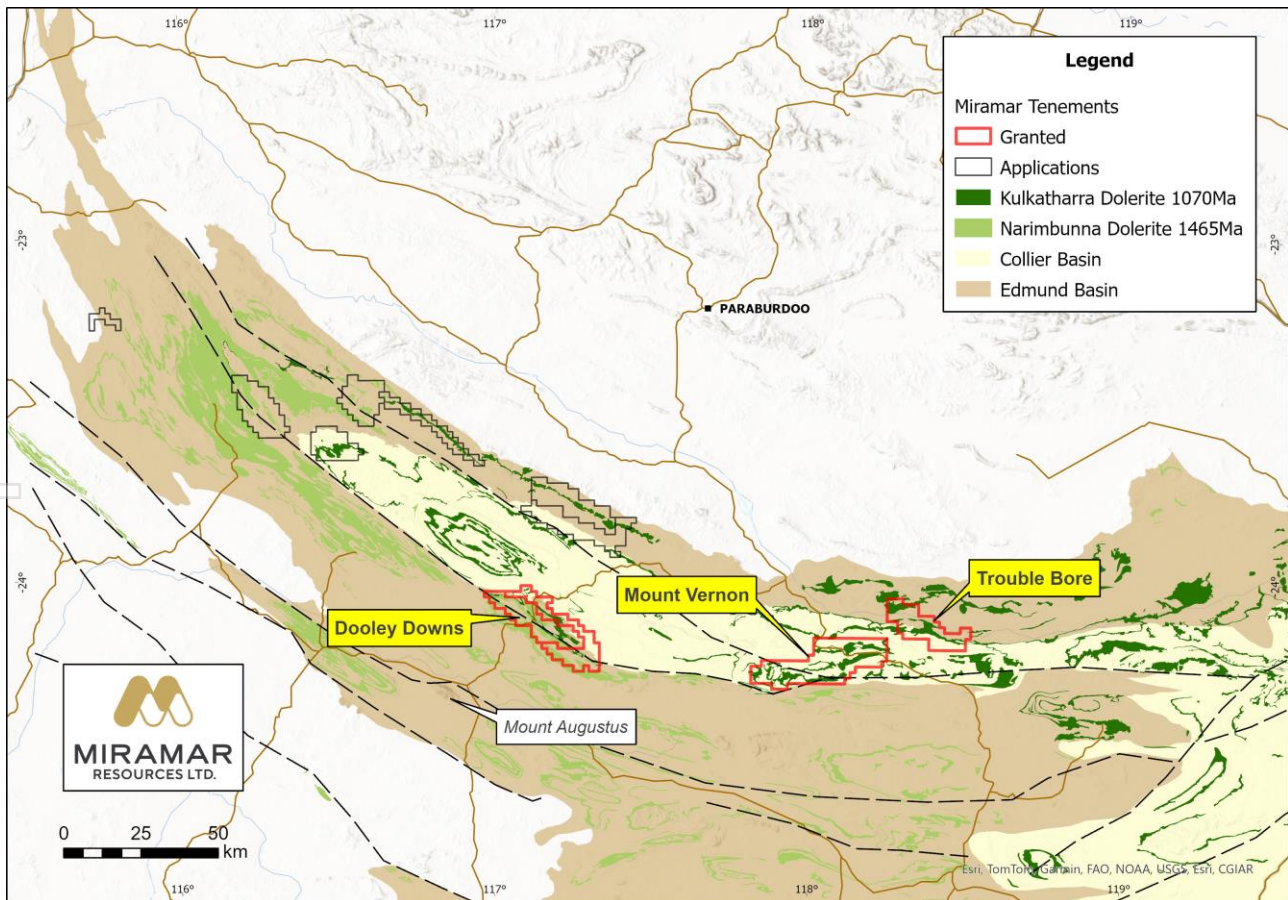 116°
117°
118°
119°
-23°
-23°
-24°
-24°
Legend
Miramar Tenements
Granted
Applications
Kulkatharra Dolerite 1070Ma
Narimbunna Dolerite 1465Ma
Collier Basin
Edmund Basin
PARABURDOO
Trouble Bore
Mount Vernon
Dooley Downs
Mount Augustus
MIRAMAR
RESOURCES LTD.
0 25 50
km
Esri, TomTom, Garmin, FAO, NOAA, USGS, Esri, CGIAR
116°
117°
118°
119°